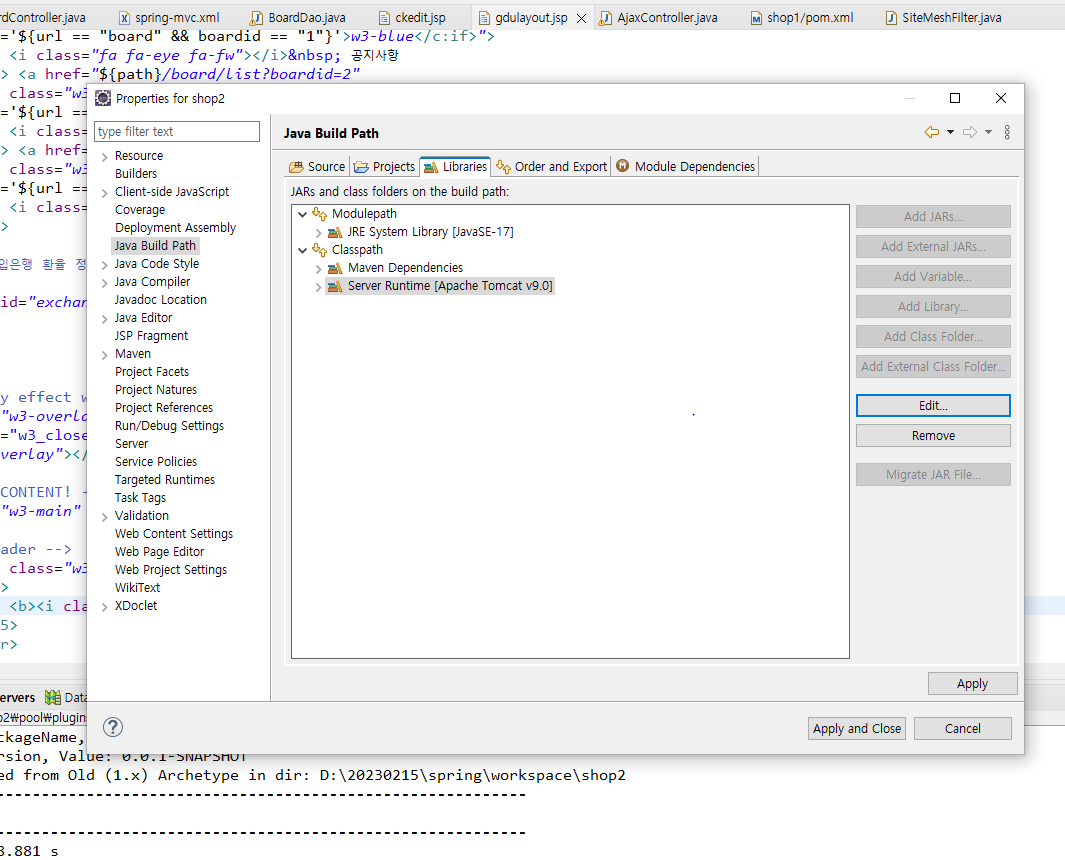 rdController.java spring-mvc.xml BoardDao.java ckedit.jsp gdulayout.jsp AjaxController.java shop1/pom.xml SiteMeshFilter.java
='${url == "board" && boardid == "1"}'>w3-blue</c:if>">
<i class="fa fa-eye fa-fw"></i>&nbsp; 공지사항
> <a href="${path}/board/list?boardid=2"
class="w3
='${url ==
<i class=
> <a href=
class="w3
='${url ==
<i class=
>
입은행 환율 정
id="exchan
y effect w
"w3-overla
="w3_close
verlay"></
CONTENT! -
"w3-main"
ader -->
class="w3
>
<b><i cla
5>
r>
Properties for shop2
type filter text
Resource
Builders
Client-side JavaScript
Coverage
Deployment Assembly
Java Build Path
Java Code Style
Java Compiler
Javadoc Location
Java Editor
JSP Fragment
Maven
Project Facets
Project Natures
Project References
Run/Debug Settings
Server
Service Policies
Targeted Runtimes
Task Tags
Validation
Web Content Settings
Web Page Editor
Web Project Settings
WikiText
XDoclet
Java Build Path
Source Projects Libraries Order and Export Module Dependencies
JARs and class folders on the build path:
Modulepath
JRE System Library [JavaSE-17]
Classpath
Maven Dependencies
Server Runtime [Apache Tomcat v9.0]
Add JARs...
Add External JARs...
Add Variable...
Add Library...
Add Class Folder...
Add External Class Folder...
Edit...
Remove
Migrate JAR File...
Apply
Apply and Close Cancel
ervers Data
o2₩pool₩plugins
ckageName,
rsion, Value: 0.0.1-SNAPSHOT
ed from Old (1.x) Archetype in dir: D:\20230215\spring\workspace\shop2
--------------------------------------------------------
--------------------------------------------------------
3.881 s